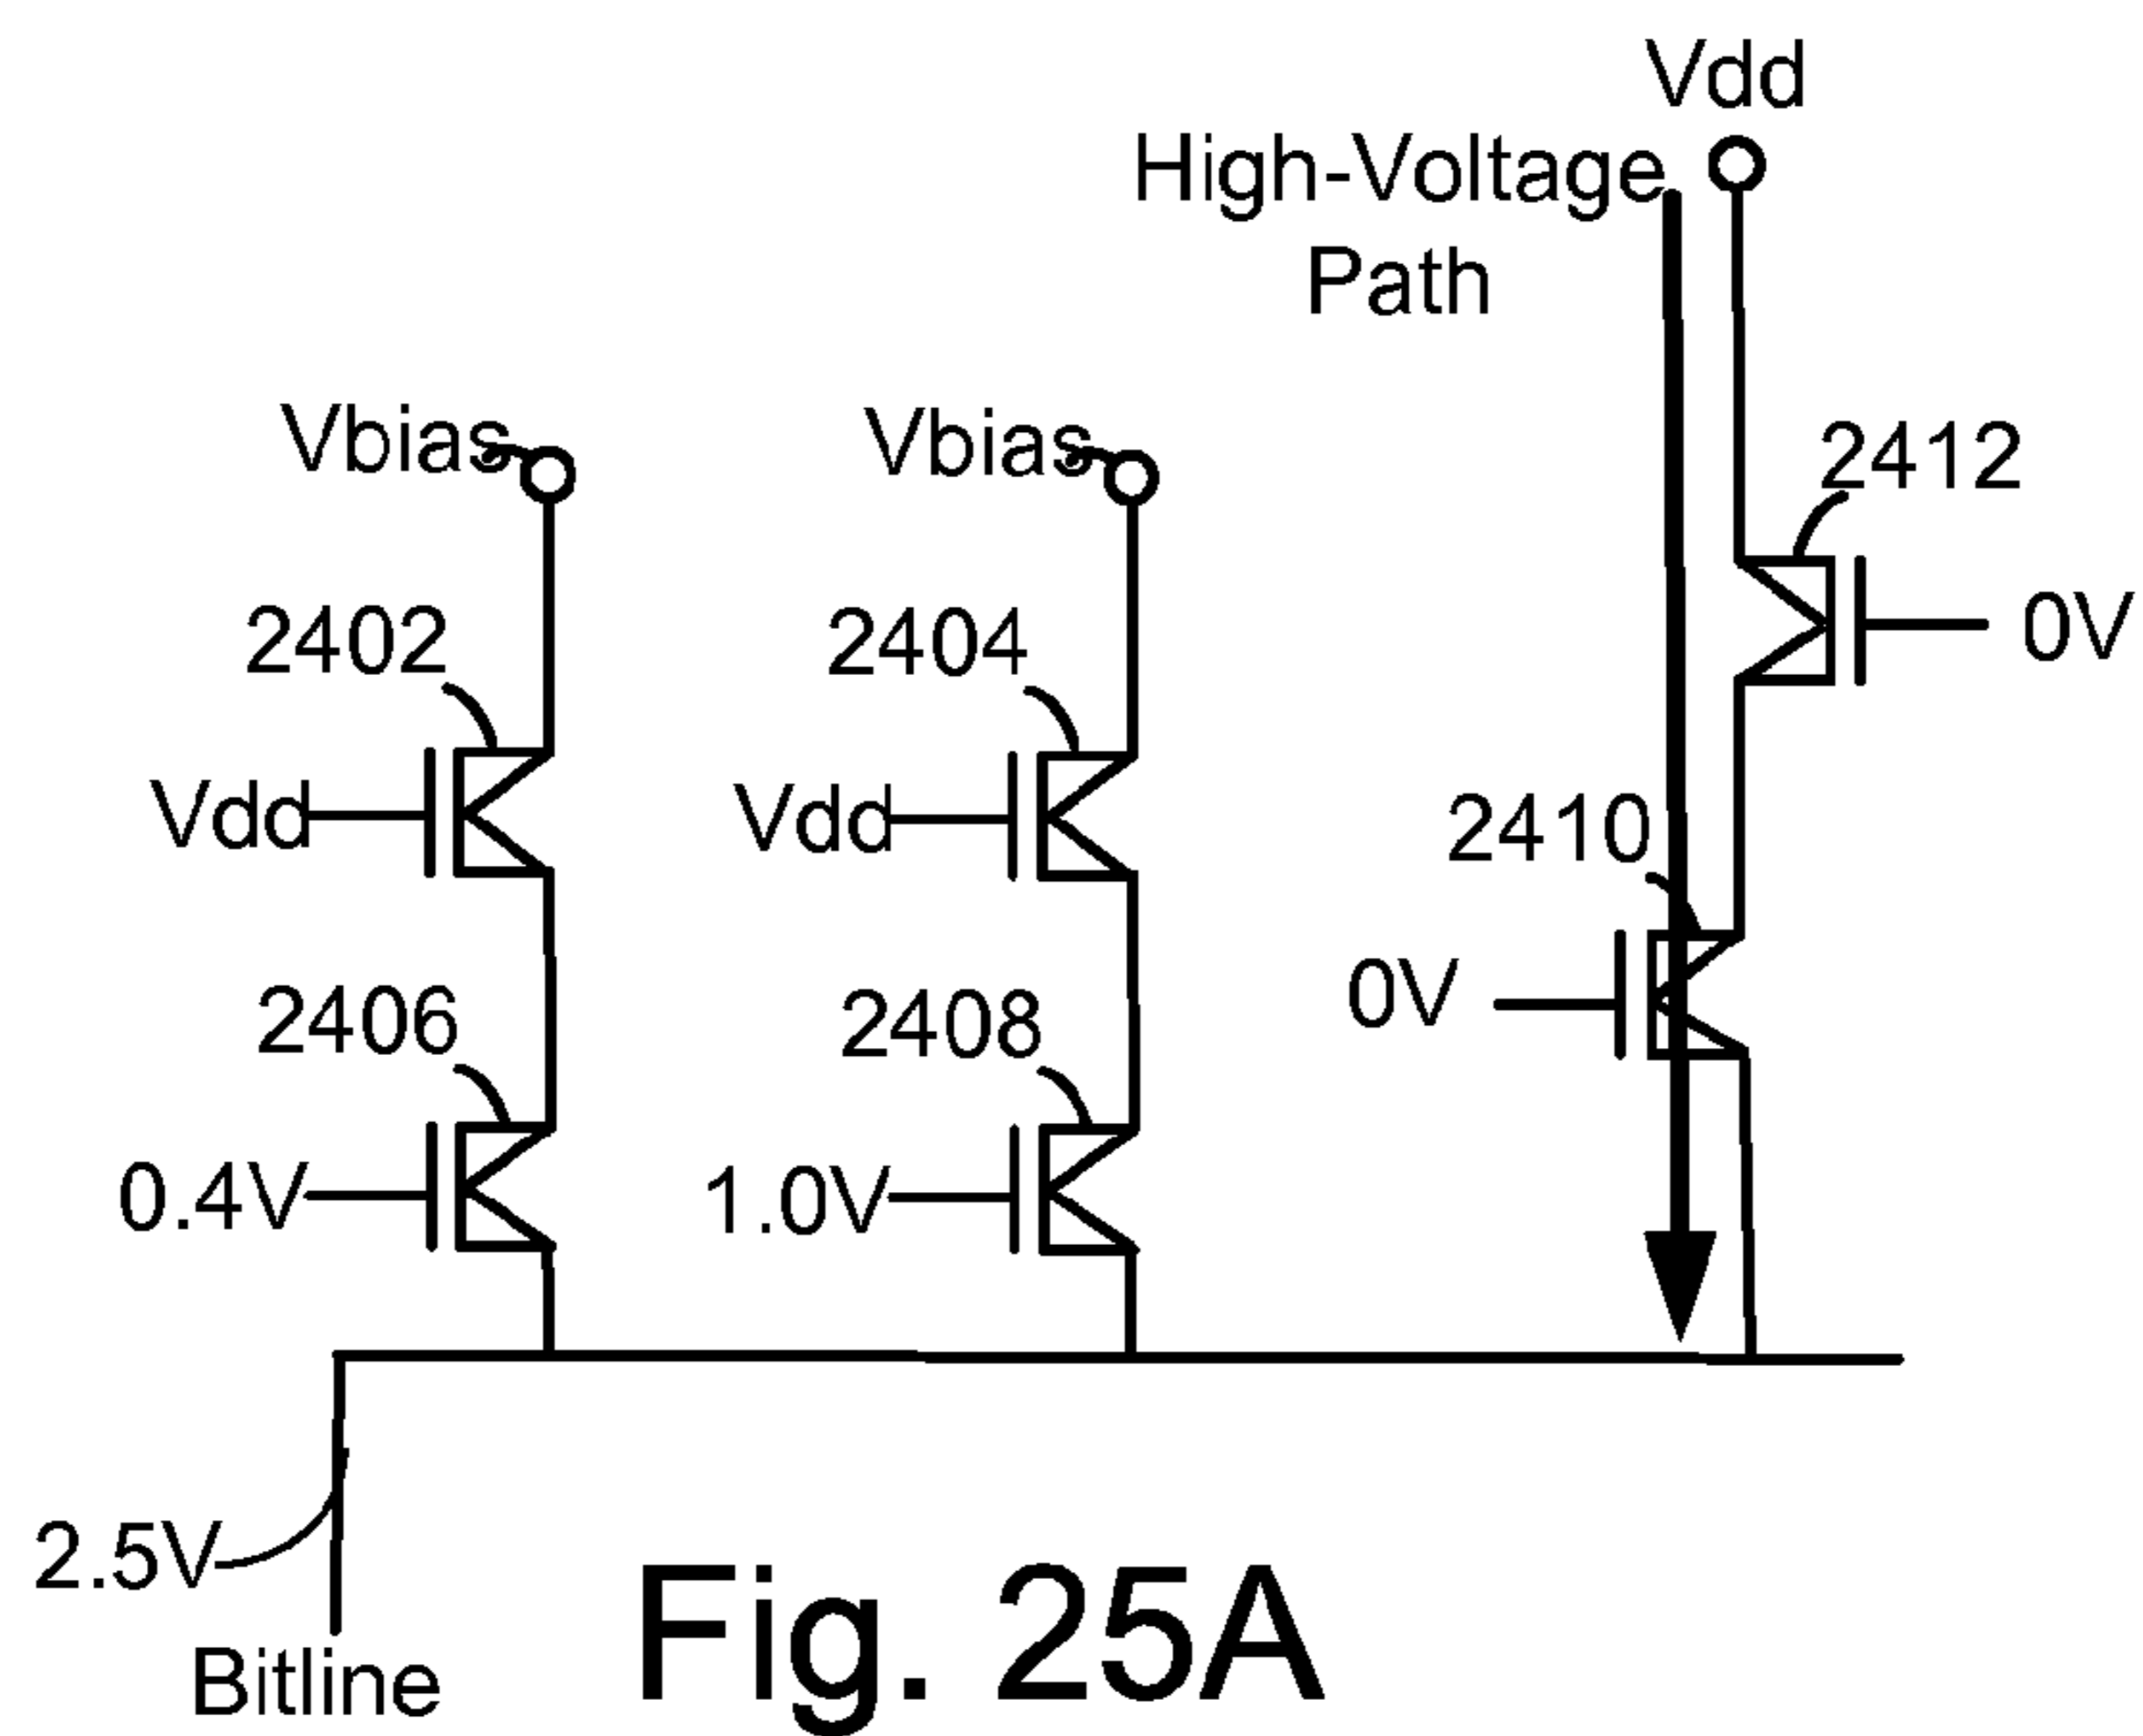 Vdd
High-Voltage
Path
Vbias
Vbias
2412
2402
2404
0V
Vdd
Vdd
2410
2406
2408
0V
0.4V
1.0V
2.5V
Bitline
Fig. 25A